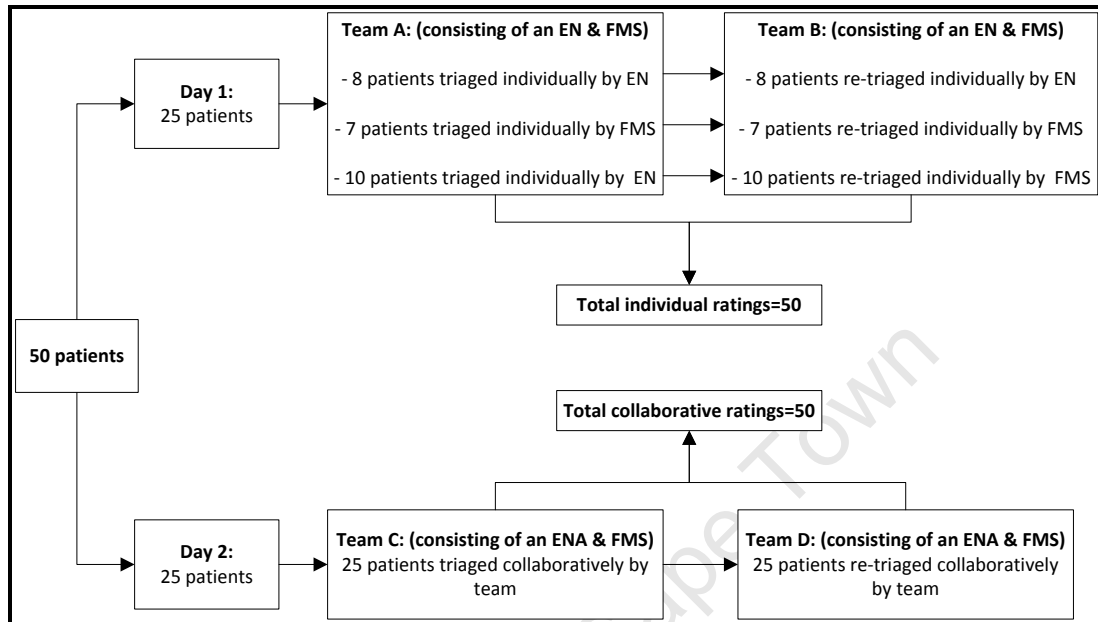 Team A: (consisting of an EN & FMS)
- 8 patients triaged individually by EN
- 7 patients triaged individually by FMS
- 10 patients triaged individually by EN
Team B: (consisting of an EN & FMS)
- 8 patients re-triaged individually by EN
- 7 patients re-triaged individually by FMS
- 10 patients re-triaged individually by FMS
Day 1:
25 patients
Total individual ratings=50
50 patients
Total collaborative ratings=50
Day 2:
25 patients
Team C: (consisting of an ENA & FMS)
25 patients triaged collaboratively by
team
Team D: (consisting of an ENA & FMS)
25 patients re-triaged collaboratively
by team
Town